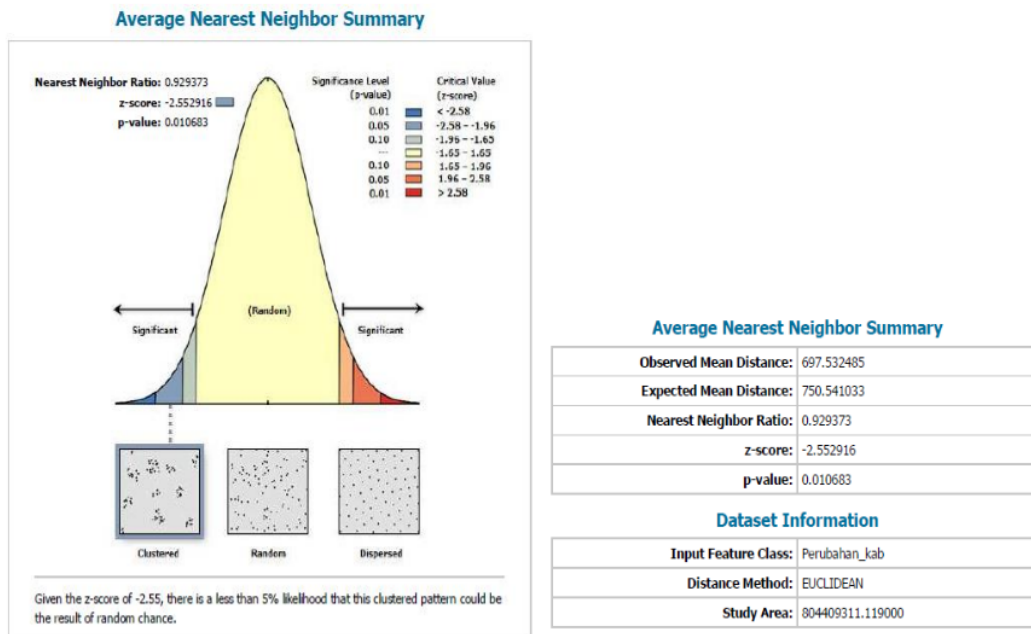 Average Nearest Neighbor Summary
Nearest Neighbor Ratio: 0.929373
z-score: -2.552916
p-value: 0.010683
Significance Level (p-value)
Critical Value (z-score)
0.01 < -2.58
0.05 -2.58 - -1.96
0.10 -1.96 - -1.65
--- -1.65 - 1.65
0.10 1.65 - 1.96
0.05 1.96 - 2.58
0.01 > 2.58
(Random)
Significant
Significant
Clustered
Random
Dispersed
Given the z-score of -2.55, there is a less than 5% likelihood that this clustered pattern could be
the result of random chance.
Average Nearest Neighbor Summary
Observed Mean Distance: 697.532485
Expected Mean Distance: 750.541033
Nearest Neighbor Ratio: 0.929373
z-score: -2.552916
p-value: 0.010683
Dataset Information
Input Feature Class: Perubahan_kab
Distance Method: EUCLIDEAN
Study Area: 804409311.119000